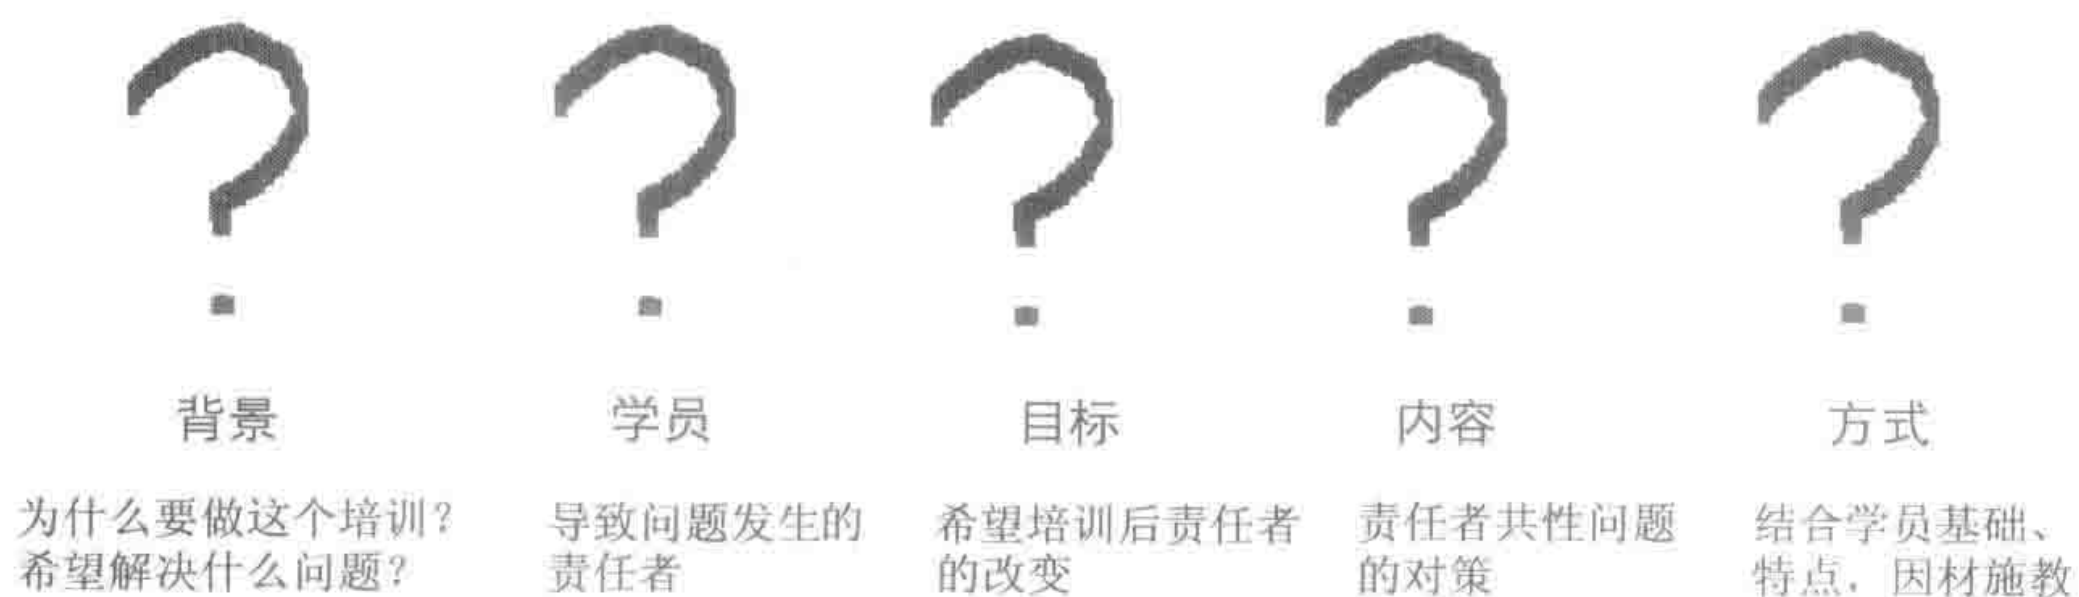 背景
为什么要做这个培训？
希望解决什么问题？
学员
导致问题发生的
责任者
目标
希望培训后责任者
的改变
内容
责任者共性问题
的对策
方式
结合学员基础、
特点，因材施教